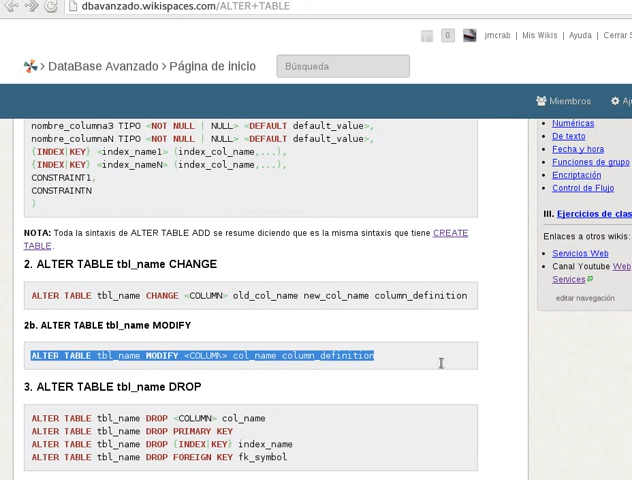 dbavanzado.wikispaces.com/ALTER+TABLE
0 jmcrab | Mis Wikis | Ayuda | Cerrar S
DataBase Avanzado > Página de inicio Búsqueda
Miembros Aj
nombre_columna3 TIPO <NOT NULL | NULL> <DEFAULT default_value>,
nombre_columnaN TIPO <NOT NULL | NULL> <DEFAULT default_value>,
{INDEX|KEY} <index_name1> (index_col_name,...),
{INDEX|KEY} <index_nameN> (index_col_name,...),
CONSTRAINT1,
CONSTRAINTN
)
NOTA: Toda la sintaxis de ALTER TABLE ADD se resume diciendo que es la misma sintaxis que tiene CREATE
TABLE.
2. ALTER TABLE tbl_name CHANGE
ALTER TABLE tbl_name CHANGE <COLUMN> old_col_name new_col_name column_definition
2b. ALTER TABLE tbl_name MODIFY
ALTER TABLE tbl_name MODIFY <COLUMN> col_name column_definition
3. ALTER TABLE tbl_name DROP
ALTER TABLE tbl_name DROP <COLUMN> col_name
ALTER TABLE tbl_name DROP PRIMARY KEY
ALTER TABLE tbl_name DROP {INDEX|KEY} index_name
ALTER TABLE tbl_name DROP FOREIGN KEY fk_symbol
Numéricas
De texto
Fecha y hora
Funciones de grupo
Encriptación
Control de Flujo
III. Ejercicios de clas
Enlaces a otros wikis:
Servicios Web
Canal Youtube Web
Services
editar navegación